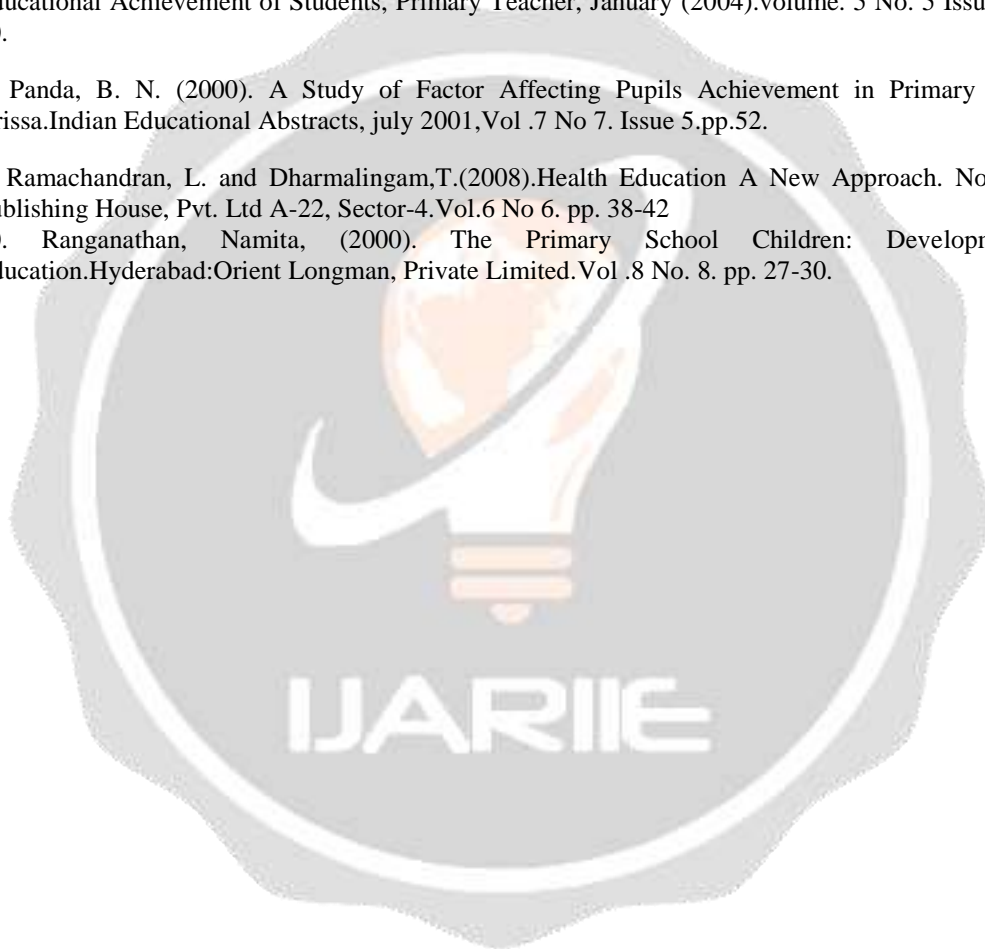 ducational Achievement of Students, Primary Teacher, January (2004).volume. 5 No. 5 Issu
).
Panda, B. N. (2000). A Study of Factor Affecting Pupils Achievement in Primary
rissa.Indian Educational Abstracts, july 2001,Vol .7 No 7. Issue 5.pp.52.
Ramachandran, L. and Dharmalingam,T.(2008).Health Education A New Approach. No
ublishing House, Pvt. Ltd A-22, Sector-4.Vol.6 No 6. pp. 38-42
0. Ranganathan, Namita, (2000). The Primary School Children: Developm
ducation.Hyderabad:Orient Longman, Private Limited.Vol .8 No. 8. pp. 27-30.
IJARIIE